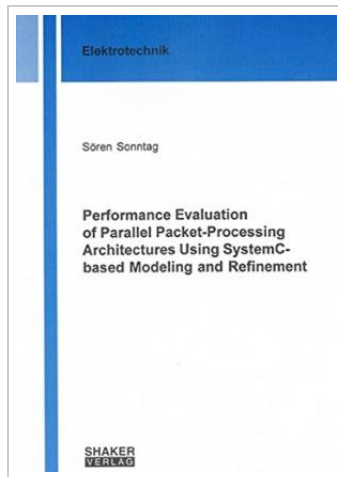 Elektrotechnik
Sören Sonntag
Performance Evaluation
of Parallel Packet-Processing
Architectures Using SystemC-
based Modeling and Refinement
SHAKER
VERLAG